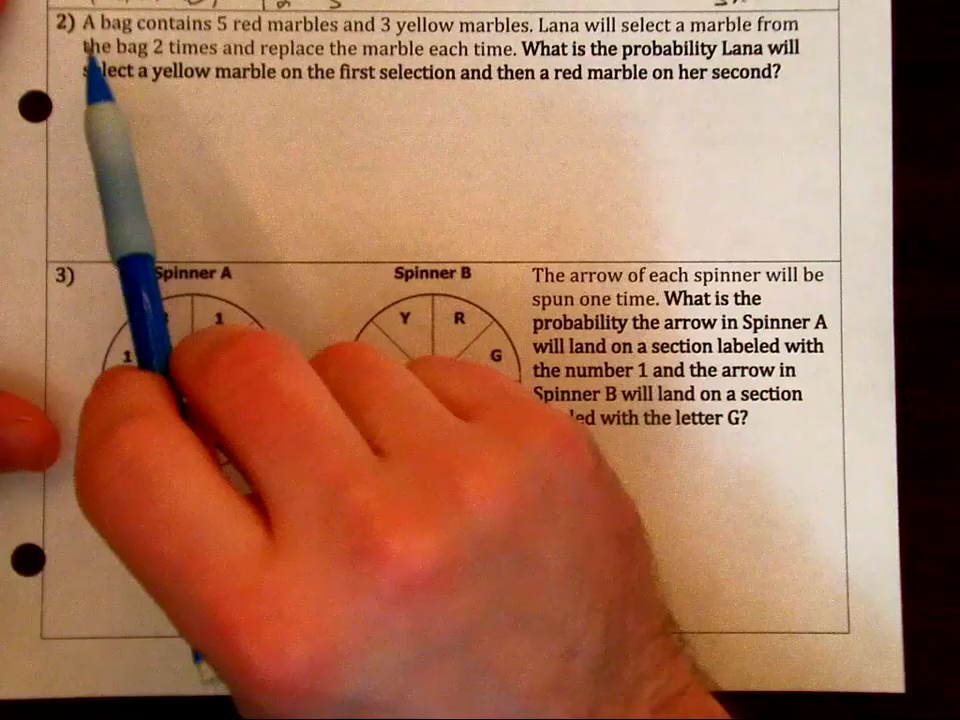 2) A bag contains 5 red marbles and 3 yellow marbles. Lana will select a marble from
the bag 2 times and replace the marble each time. What is the probability Lana will
select a yellow marble on the first selection and then a red marble on her second?
3)
Spinner A
1
1
Spinner B
Y R
G
The arrow of each spinner will be
spun one time. What is the
probability the arrow in Spinner A
will land on a section labeled with
the number 1 and the arrow in
Spinner B will land on a section
with the letter G?